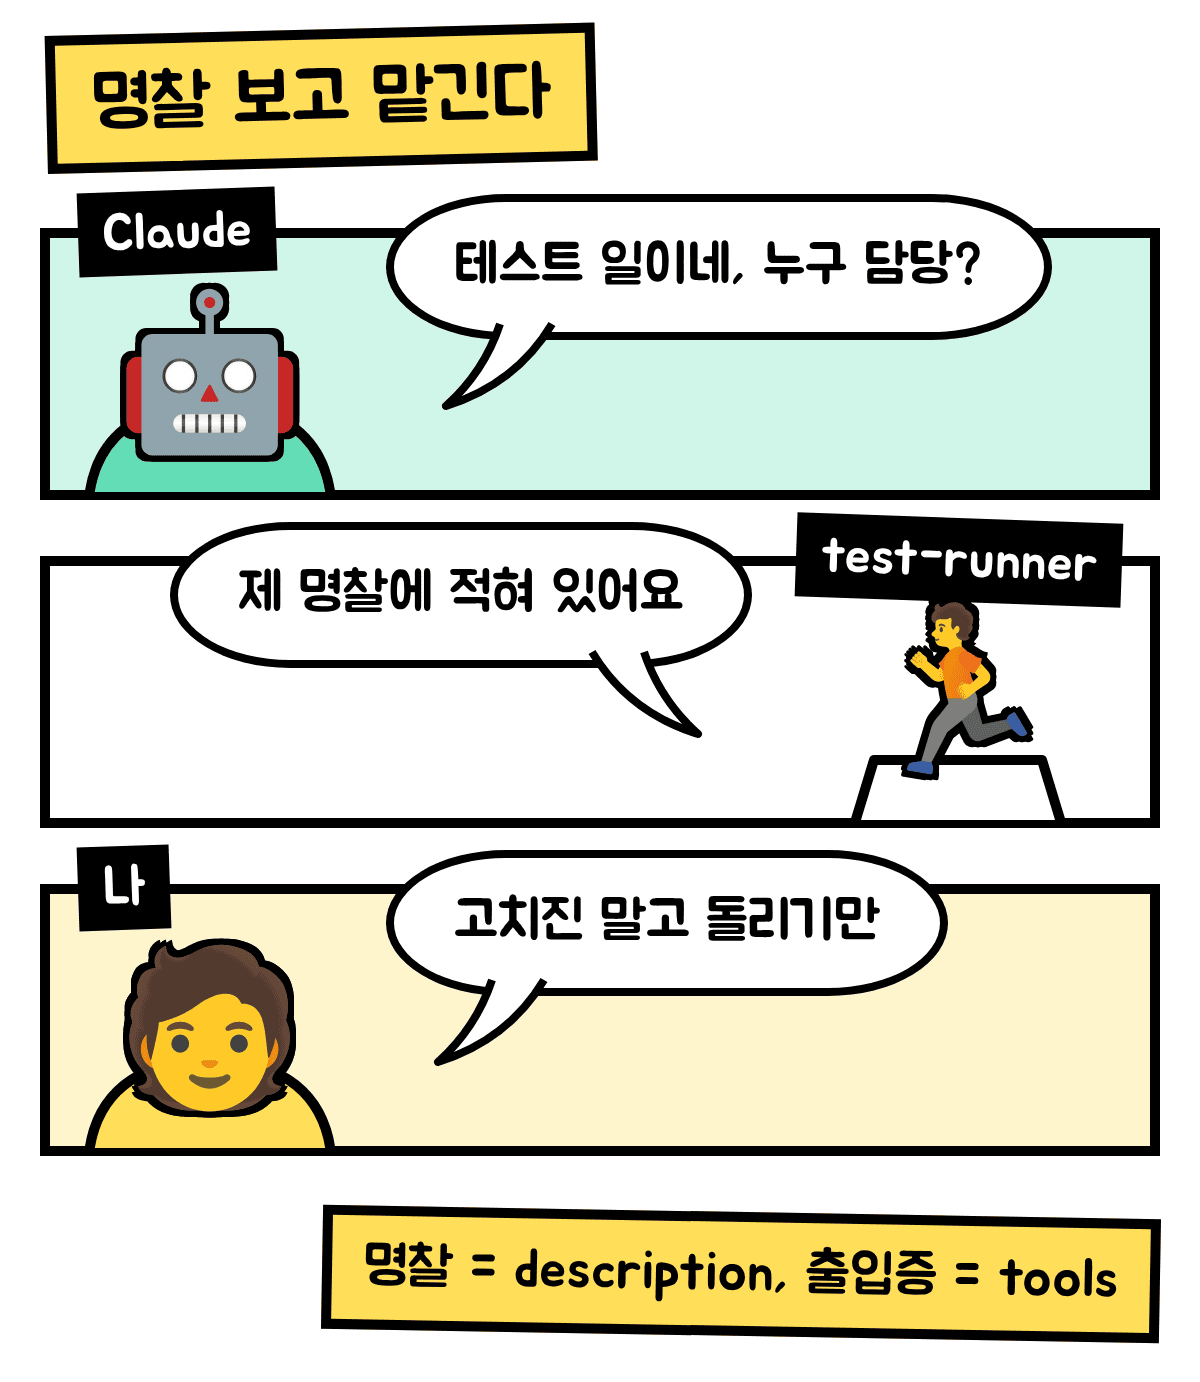 명찰 보고 맡긴다
Claude
테스트 일이네, 누구 담당?
제 명찰에 적혀 있어요
test-runner
나
고치진 말고 돌리기만
명찰 = description, 출입증 = tools